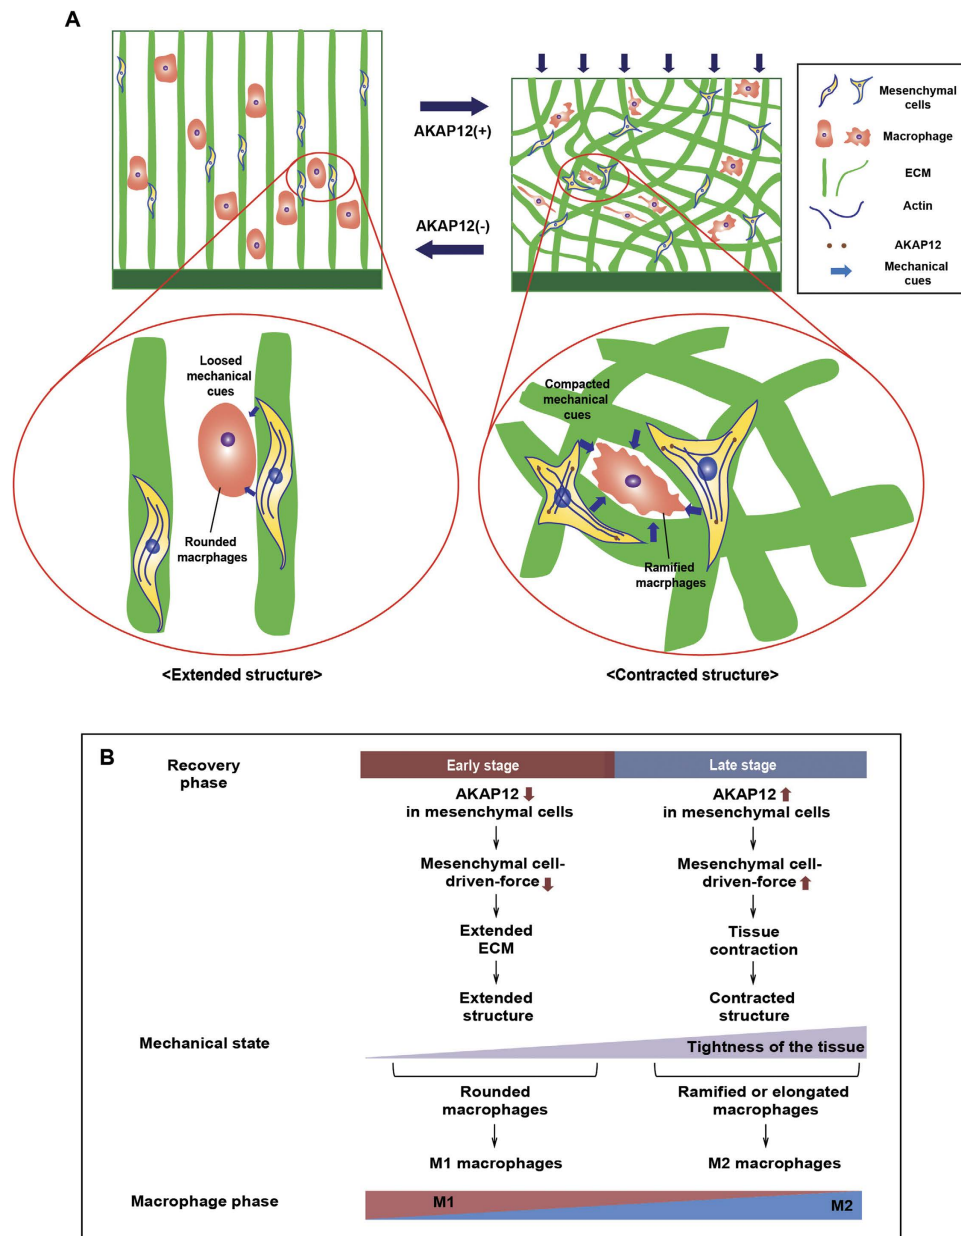 A
AKAP12(+)
AKAP12(-)
Mesenchymal
cells
Macrophage
ECM
Actin
AKAP12
Mechanical
cues
Loosed
mechanical
cues
Rounded
macrphages
<Extended structure>
Compacted
mechanical
cues
Ramified
macrphages
<Contracted structure>
B
Recovery
phase
Early stage
Late stage
AKAP12
in mesenchymal cells
AKAP12
in mesenchymal cells
Mesenchymal cell-
driven-force
Mesenchymal cell-
driven-force
Extended
ECM
Tissue
contraction
Extended
structure
Contracted
structure
Mechanical state
Tightness of the tissue
Rounded
macrophages
Ramified or elongated
macrophages
M1 macrophages
M2 macrophages
Macrophage phase
M1
M2